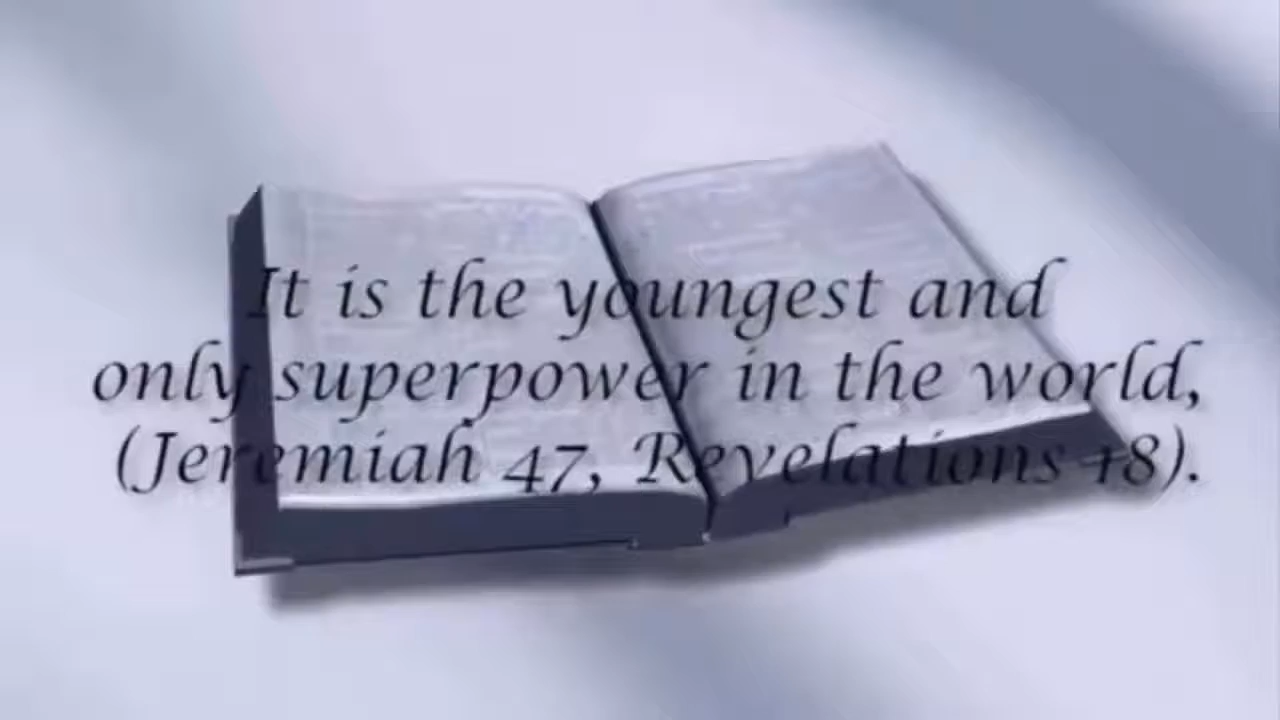 It is the youngest and
only superpower in the world,
(Jeremiah 47, Revelations 18).